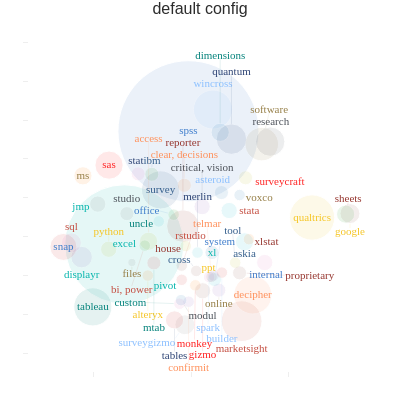 default config
dimensions
quantum
wincross
software
research
spss
access
reporter
clear, decisions
statibm
sas
critical, vision
ms
asteroid
surveycraft
survey
studio
merlin
voxco
sheets
jmp
office
stata
qualtrics
google
sql
uncle
telmar
tool
python
rstudio
system
xlstat
snap
excel
house
xl
askia
cross
displayr
files
ppt
internal
proprietary
bi, power
pivot
decipher
tableau
custom
online
alteryx
modul
mtab
spark
surveygizmo
monkey
builder
marketsight
tables
gizmo
confirmit